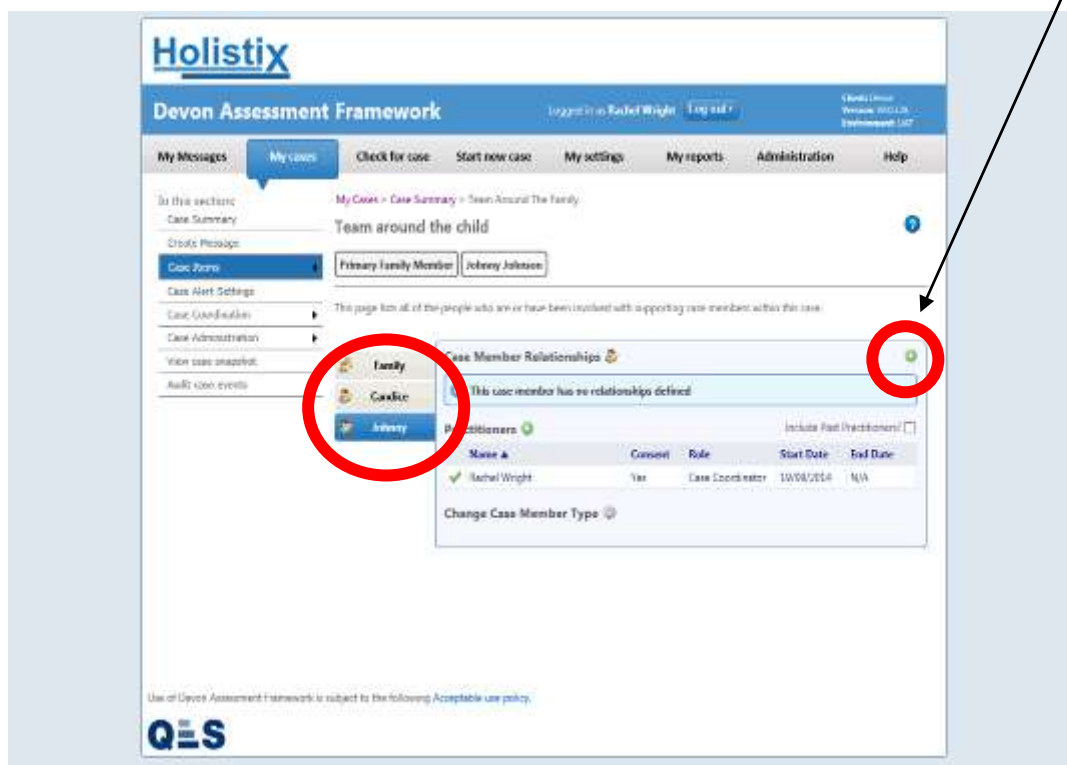 Holistix
Devon Assessment Framework
Logged in as Rachel Wright Log out
My Messages My cases Check for case Start new case My settings My reports Administration Help
In this section:
Case Summary
Create Message
Case Items
Case Alert Settings
Case Coordination
Case Administration
View case snapshot
Audit case events
My Cases > Case Summary > Team Around The Family
Team around the child
Primary Family Member Johnny Johnson
This page lists all of the people who are or have been involved with supporting case members within this case.
Family
Candice
Johnny
Case Member Relationships
This case member has no relationships defined
Practitioners
Include Past Practitioners?
Name Consent Role Start Date End Date
Rachel Wright Yes Case Coordinator 19/08/2014 N/A
Change Case Member Type
Use of Devon Assessment Framework is subject to the following Acceptable use policy.
QES